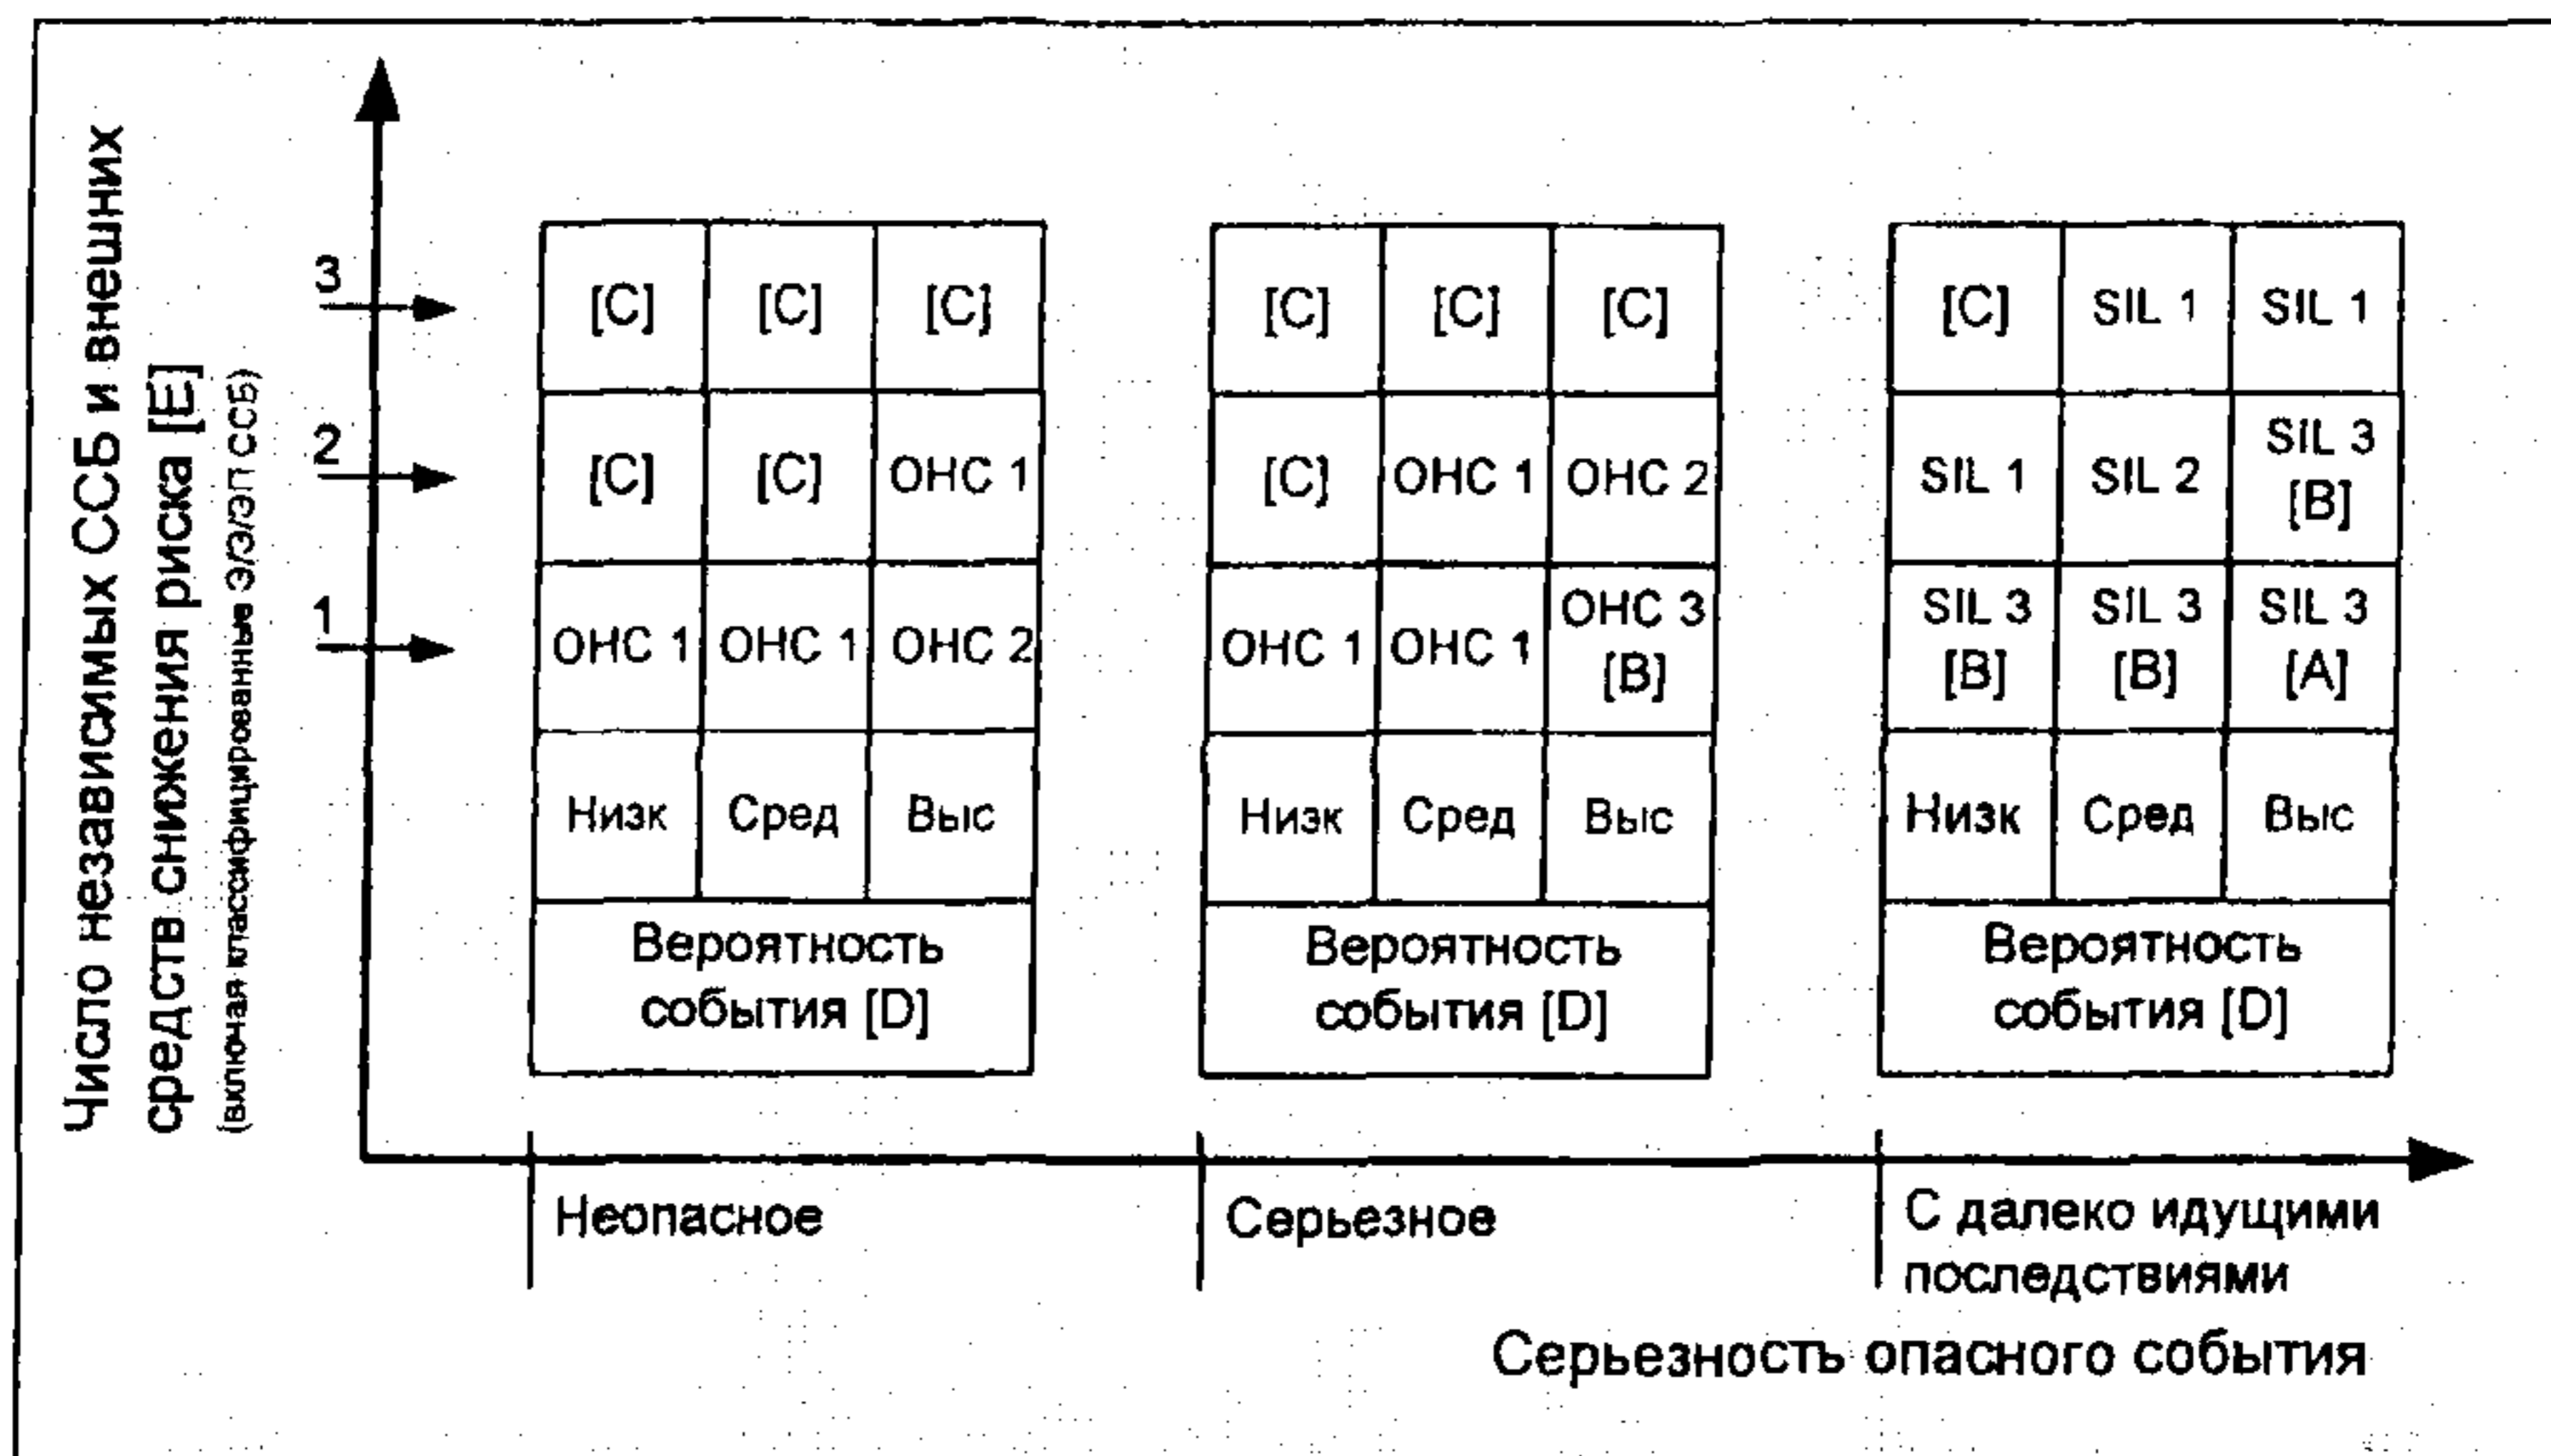 Число независимых ССБ и внешних
средств снижения риска [E]
(включая классифицированные Э/Э/ЭП ССБ)
3
[C] [C] [C] [C] [C] [C] [C] SIL 1 SIL 1
2
[C] [C] ОНС 1 [C] ОНС 1 ОНС 2 SIL 1 SIL 2 SIL 3
[B]
1
ОНС 1 ОНС 1 ОНС 2 ОНС 1 ОНС 1 ОНС 3 SIL 3 SIL 3 SIL 3
[B] [B] [B] [A]
Низк Сред Выс Низк Сред Выс Низк Сред Выс
Вероятность Вероятность Вероятность
события [D] события [D] события [D]
Неопасное Серьезное С далеко идущими
последствиями
Серьезность опасного события